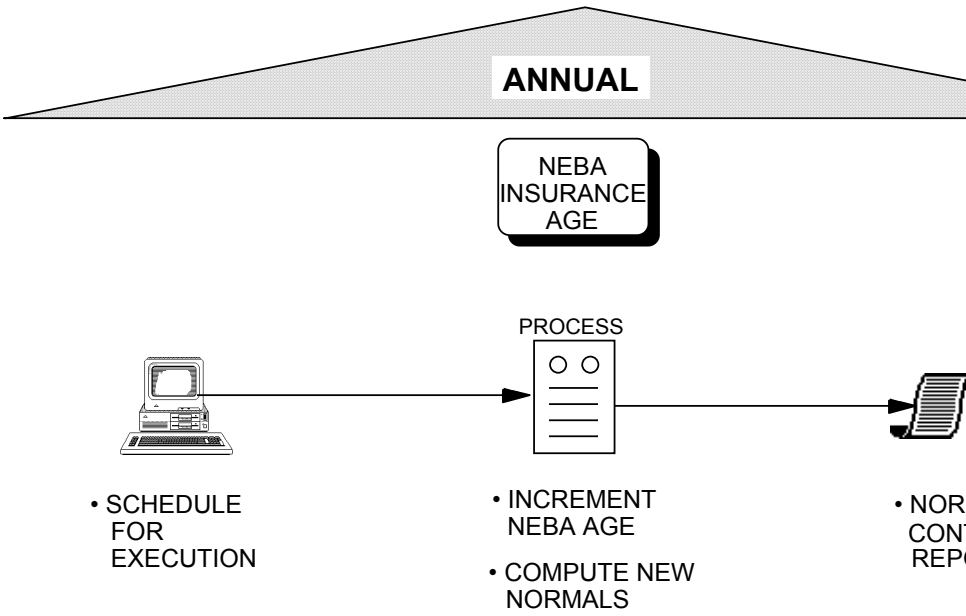 ANNUAL
NEBA
INSURANCE
AGE
PROCESS
• SCHEDULE
FOR
EXECUTION
• INCREMENT
NEBA AGE
• COMPUTE NEW
NORMALS